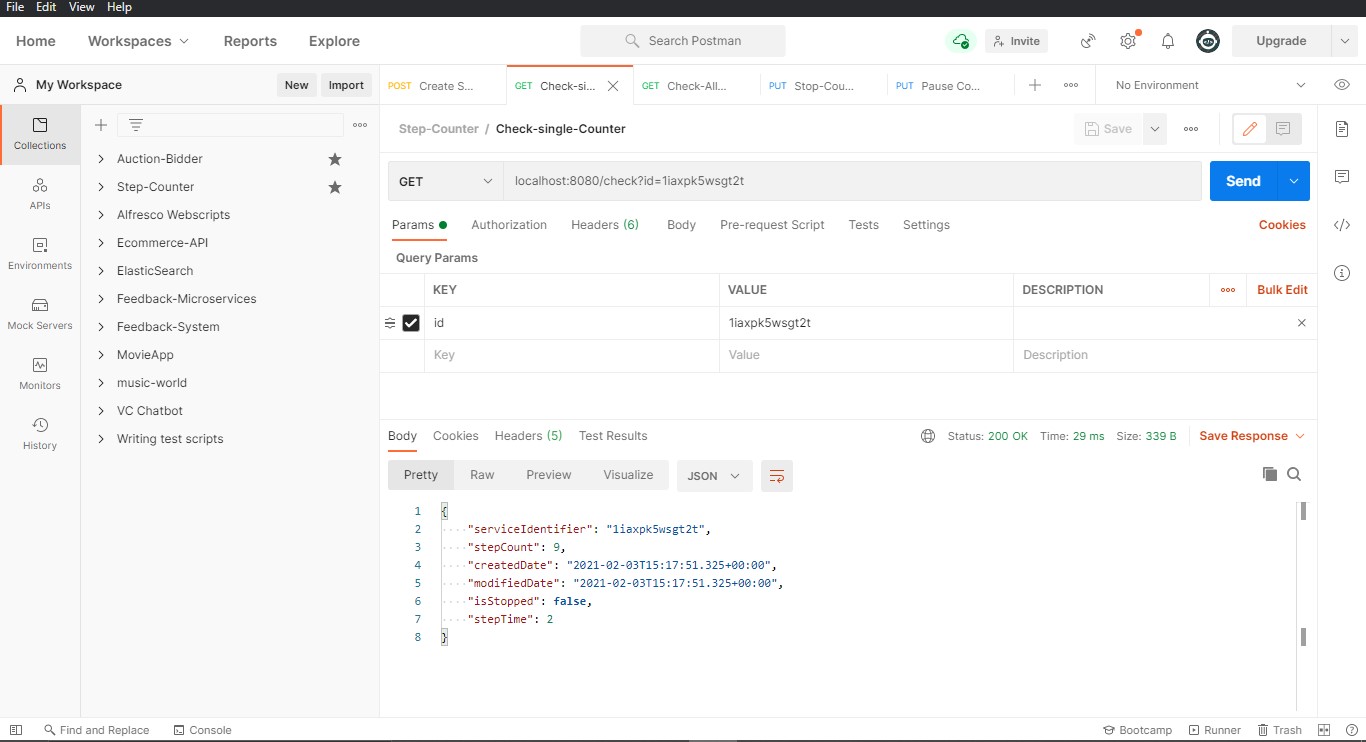 File Edit View Help
Home Workspaces Reports Explore Search Postman Invite Upgrade
My Workspace New Import POST Create S... GET Check-si... GET Check-All... PUT Stop-Cou... PUT Pause Co... No Environment
Collections
APIs
Environments
Mock Servers
Monitors
History
Auction-Bidder
Step-Counter
Alfresco Webscripts
Ecommerce-API
ElasticSearch
Feedback-Microservices
Feedback-System
MovieApp
music-world
VC Chatbot
Writing test scripts
Step-Counter / Check-single-Counter Save
GET localhost:8080/check?id=1iaxpk5wsgt2t Send
Params Authorization Headers (6) Body Pre-request Script Tests Settings Cookies
Query Params
KEY VALUE DESCRIPTION Bulk Edit
id 1iaxpk5wsgt2t
Key Value Description
Body Cookies Headers (5) Test Results Status: 200 OK Time: 29 ms Size: 339 B Save Response
Pretty Raw Preview Visualize JSON
1 {
2 "serviceIdentifier": "1iaxpk5wsgt2t",
3 "stepCount": 9,
4 "createdDate": "2021-02-03T15:17:51.325+00:00",
5 "modifiedDate": "2021-02-03T15:17:51.325+00:00",
6 "isStopped": false,
7 "stepTime": 2
8 }
Find and Replace Console Bootcamp Runner Trash